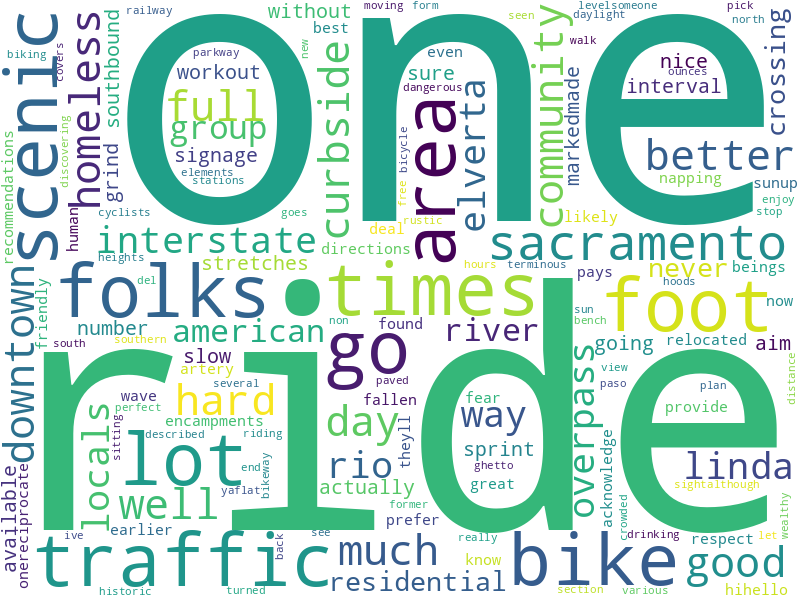 one
ride
scenic
homeless
railway
southbound
without
best
moving
form
seen
daylight
levelsomeone
pick
north
walk
biking
covers
parkway
workout
full
group
signage
elements
stations
new
curbside
even
sure
dangerous
area
bicycle
free
rustic
elverta
community
markedmade
nice
ounces
interval
crossing
better
napping
sunup
enjoy
stop
recommendations
discovering
grind
human
cyclists
goes
interstate
stretches
deal
directions
likely
sacramento
heights
del
hours
terminous
pays
never
beings
hoods
now
downtown
friendly
folks
times
foot
number
southern
american
non
found
river
sun
bench
going
relocated
aim
south
slow
artery
several
go
paved
view
paso
plan
distance
wave
perfect
hard
fallen
fear
way
overpass
provide
locals
sitting
encampments
described
riding
day
theyll
sprint
ghetto
great
linda
sightalthough
available
onereciprocate
lot
well
end
yaflat
bikeway
rio
actually
former
prefer
acknowledge
crowded
drinking
let
wealthy
ive
earlier
back
see
traffic
much
really
know
bike
respect
good
historic
turned
residential
section
various
hihello